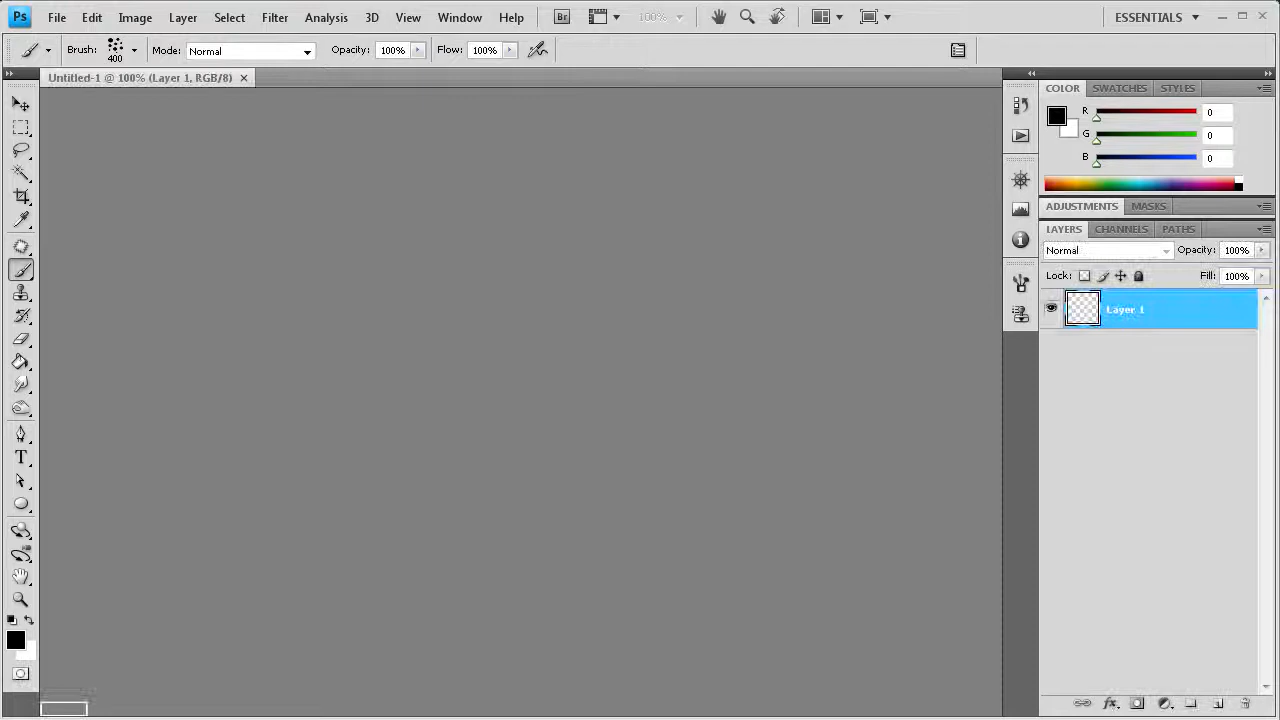 Ps File Edit Image Layer Select Filter Analysis 3D View Window Help Br 100% ESSENTIALS
Brush: 400 Mode: Normal Opacity: 100% Flow: 100%
Untitled-1 @ 100% (Layer 1, RGB/8)
COLOR SWATCHES STYLES
R 0
G 0
B 0
ADJUSTMENTS MASKS
LAYERS CHANNELS PATHS
Normal Opacity: 100%
Lock: Fill: 100%
Layer 1
T
fx